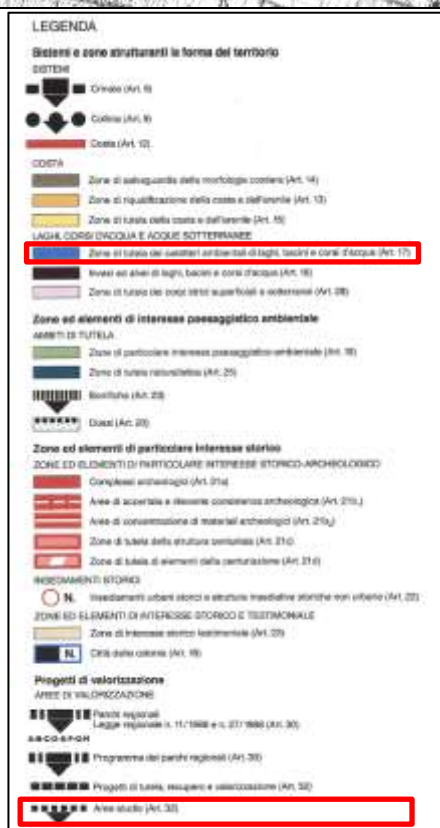 LEGENDA
Sistemi e zone strutturanti la forma del territorio
SISTEMI
Crinale (Art. 9)
Collina (Art. 9)
Costa (Art. 12)
COSTA
Zone di salvaguardia della morfologia costiera (Art. 14)
Zone di riqualificazione della costa e dell'arenile (Art. 13)
Zone di tutela della costa e dell'arenile (Art. 15)
LAGHI, CORSI D'ACQUA E ACQUE SOTTERRANEE
Zone di tutela dei caratteri ambientali di laghi, bacini e corsi d'acqua (Art. 17)
Invasi ed alvei di laghi, bacini e corsi d'acqua (Art. 18)
Zone di tutela dei corpi idrici superficiali e sotterranei (Art. 28)
Zone ed elementi di interesse paesaggistico ambientale
AMBITI DI TUTELA
Zone di particolare interesse paesaggistico-ambientale (Art. 19)
Zone di tutela naturalistica (Art. 25)
Bonifiche (Art. 23)
Dossi (Art. 20)
Zone ed elementi di particolare interesse storico
ZONE ED ELEMENTI DI PARTICOLARE INTERESSE STORICO-ARCHEOLOGICO
Complessi archeologici (Art. 21a)
Aree di accertata e rilevante consistenza archeologica (Art. 21b₁)
Aree di concentrazione di materiali archeologici (Art. 21b₂)
Zone di tutela della struttura centuriata (Art. 21c)
Zone di tutela di elementi della centuriazione (Art. 21d)
INSEDIAMENTI STORICI
N. Insediamenti urbani storici e strutture insediative storiche non urbane (Art. 22)
ZONE ED ELEMENTI DI INTERESSE STORICO E TESTIMONIALE
Zone di interesse storico testimoniale (Art. 23)
N. Città delle colonie (Art. 16)
Progetti di valorizzazione
AREE DI VALORIZZAZIONE
Parchi regionali
Legge regionale n. 11/1988 e n. 27/1988 (Art. 30)
Programma dei parchi regionali (Art. 30)
Progetti di tutela, recupero e valorizzazione (Art. 32)
Aree studio (Art. 32)